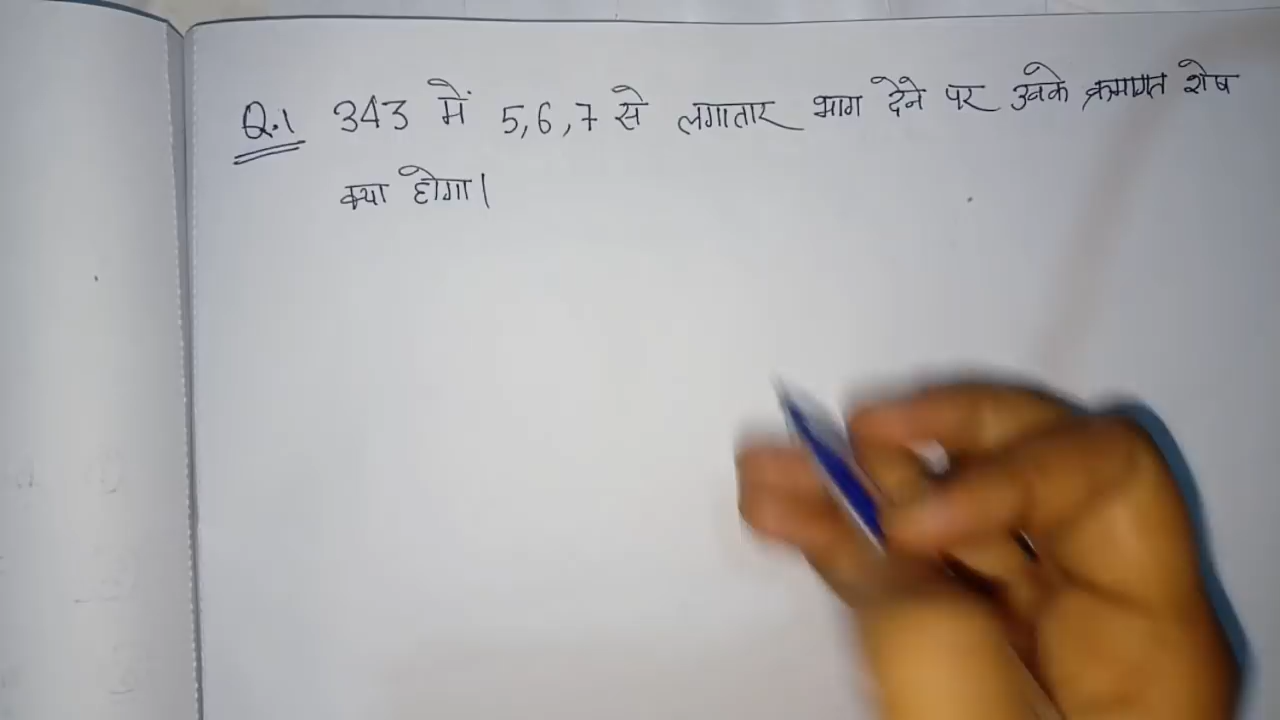 Q.1 343 में 5,6,7 से लगातार भाग देने पर उनके क्रमागत शेष
क्या होगा।